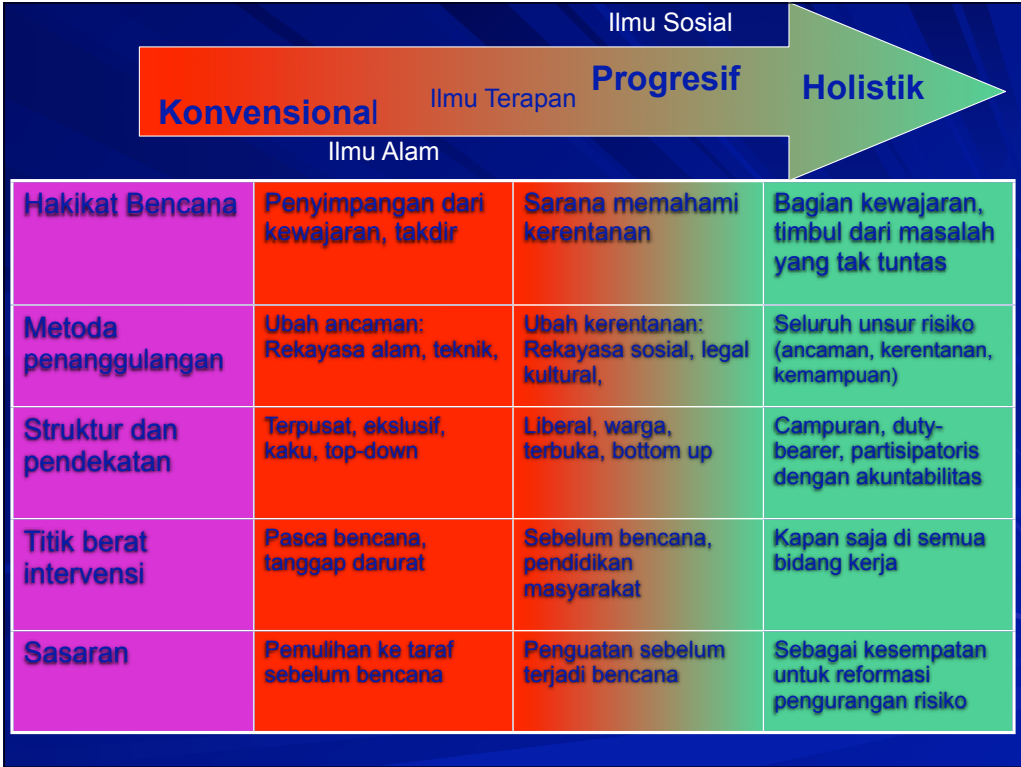 Ilmu Sosial
Progresif
Holistik
Ilmu Terapan
Konvensional
Ilmu Alam
Hakikat Bencana
Penyimpangan dari
kewajaran, takdir
Sarana memahami
kerentanan
Bagian kewajaran,
timbul dari masalah
yang tak tuntas
Metoda
penanggulangan
Ubah ancaman:
Rekayasa alam, teknik,
Ubah kerentanan:
Rekayasa sosial, legal
kultural,
Seluruh unsur risiko
(ancaman, kerentanan,
kemampuan)
Struktur dan
pendekatan
Terpusat, ekslusif,
kaku, top-down
Liberal, warga,
terbuka, bottom up
Campuran, duty-
bearer, partisipatoris
dengan akuntabilitas
Titik berat
intervensi
Pasca bencana,
tanggap darurat
Sebelum bencana,
pendidikan
masyarakat
Kapan saja di semua
bidang kerja
Sasaran
Pemulihan ke taraf
sebelum bencana
Penguatan sebelum
terjadi bencana
Sebagai kesempatan
untuk reformasi
pengurangan risiko